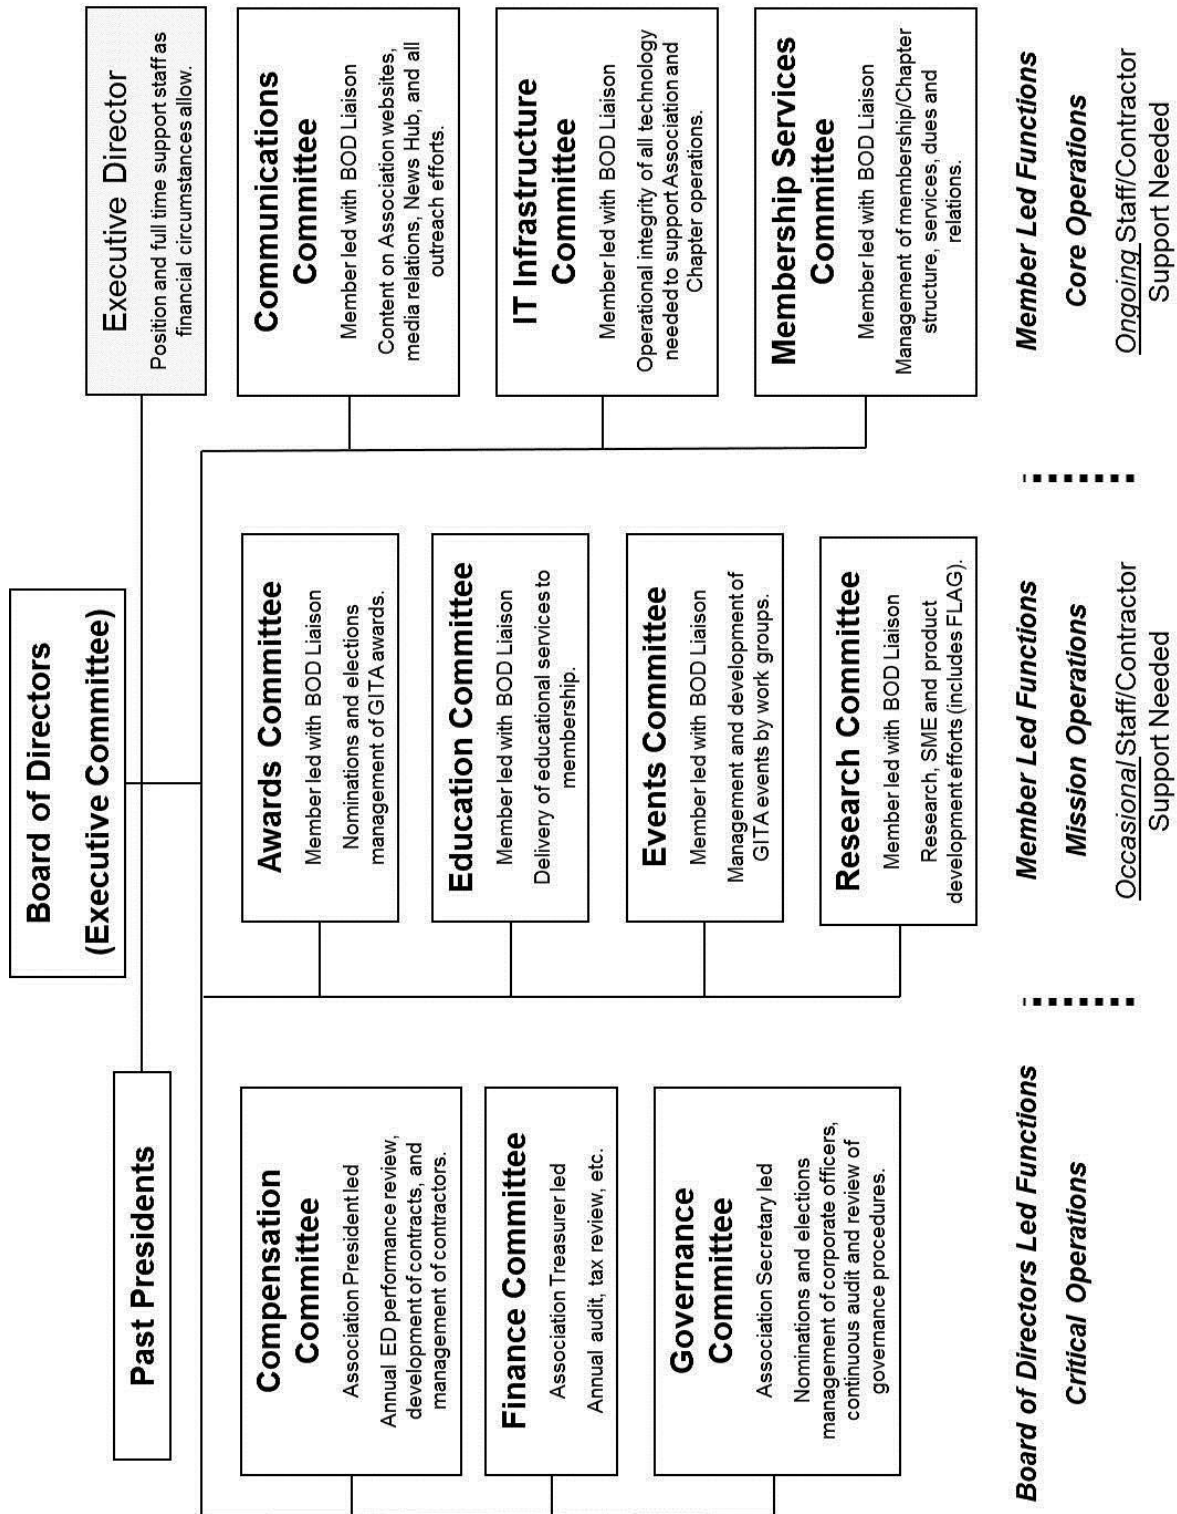 Board of Directors
(Executive Committee)
Past Presidents
Executive Director
Position and full time support staff as
financial circumstances allow.
Compensation
Committee
Association President led
Annual ED performance review,
development of contracts, and
management of contractors.
Finance Committee
Association Treasurer led
Annual audit, tax review, etc.
Governance
Committee
Association Secretary led
Nominations and elections
management of corporate officers,
continuous audit and review of
governance procedures.
Board of Directors Led Functions
Critical Operations
Awards Committee
Member led with BOD Liaison
Nominations and elections
management of GITA awards.
Education Committee
Member led with BOD Liaison
Delivery of educational services to
membership.
Events Committee
Member led with BOD Liaison
Management and development of
GITA events by work groups.
Research Committee
Member led with BOD Liaison
Research, SME and product
development efforts (includes FLAG).
Member Led Functions
Mission Operations
Occasional Staff/Contractor
Support Needed
Communications
Committee
Member led with BOD Liaison
Content on Association websites,
media relations, News Hub, and all
outreach efforts.
IT Infrastructure
Committee
Member led with BOD Liaison
Operational integrity of all technology
needed to support Association and
Chapter operations.
Membership Services
Committee
Member led with BOD Liaison
Management of membership/Chapter
structure, services, dues and
relations.
Member Led Functions
Core Operations
Ongoing Staff/Contractor
Support Needed